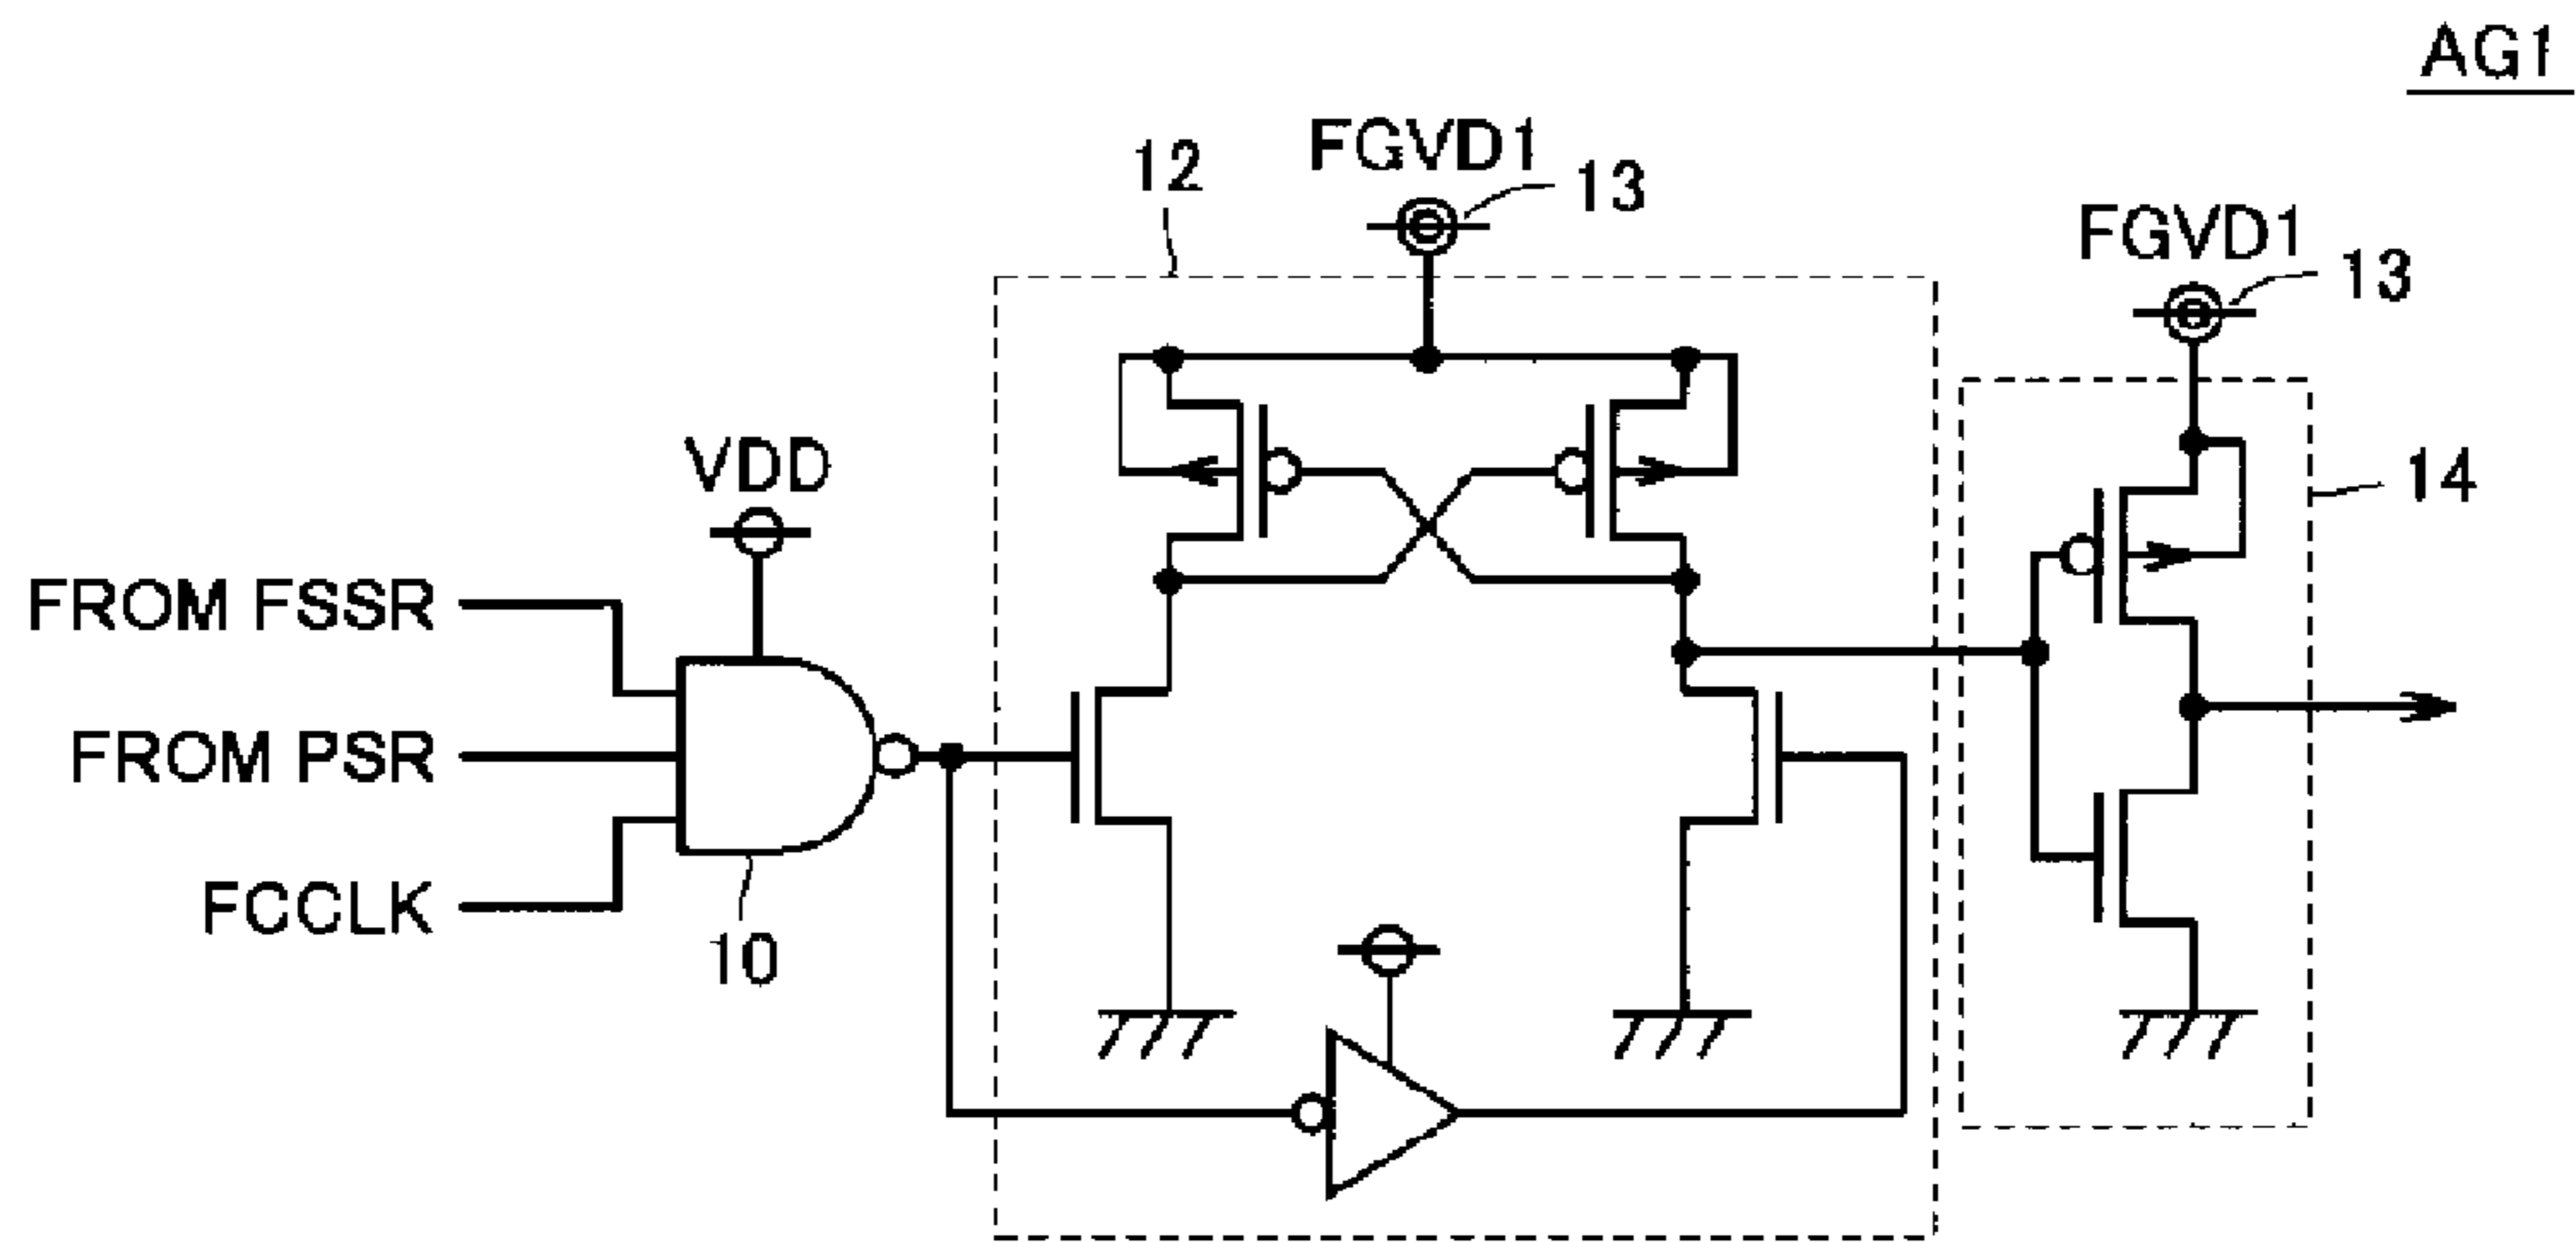 AG1
12
FGVD1
13
FGVD1
13
VDD
14
FROM FSSR
FROM PSR
FCCLK
10